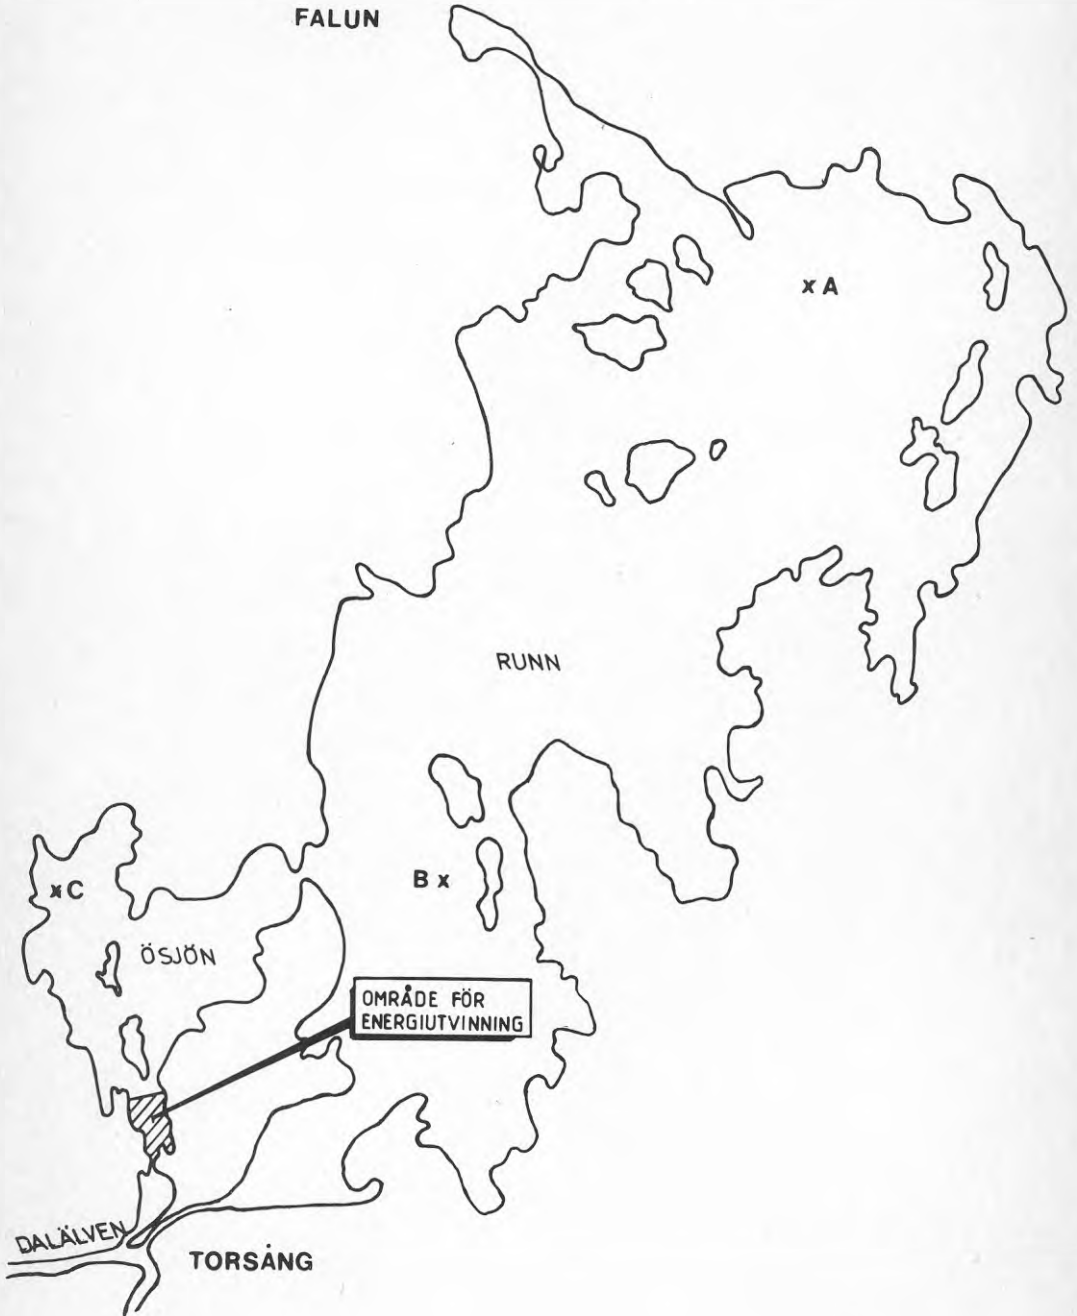 FALUN
x A
RUNN
B x
x C
ÖSJÖN
OMRÅDE FÖR
ENERGIUTVINNING
DALÄLVEN
TORSÅNG